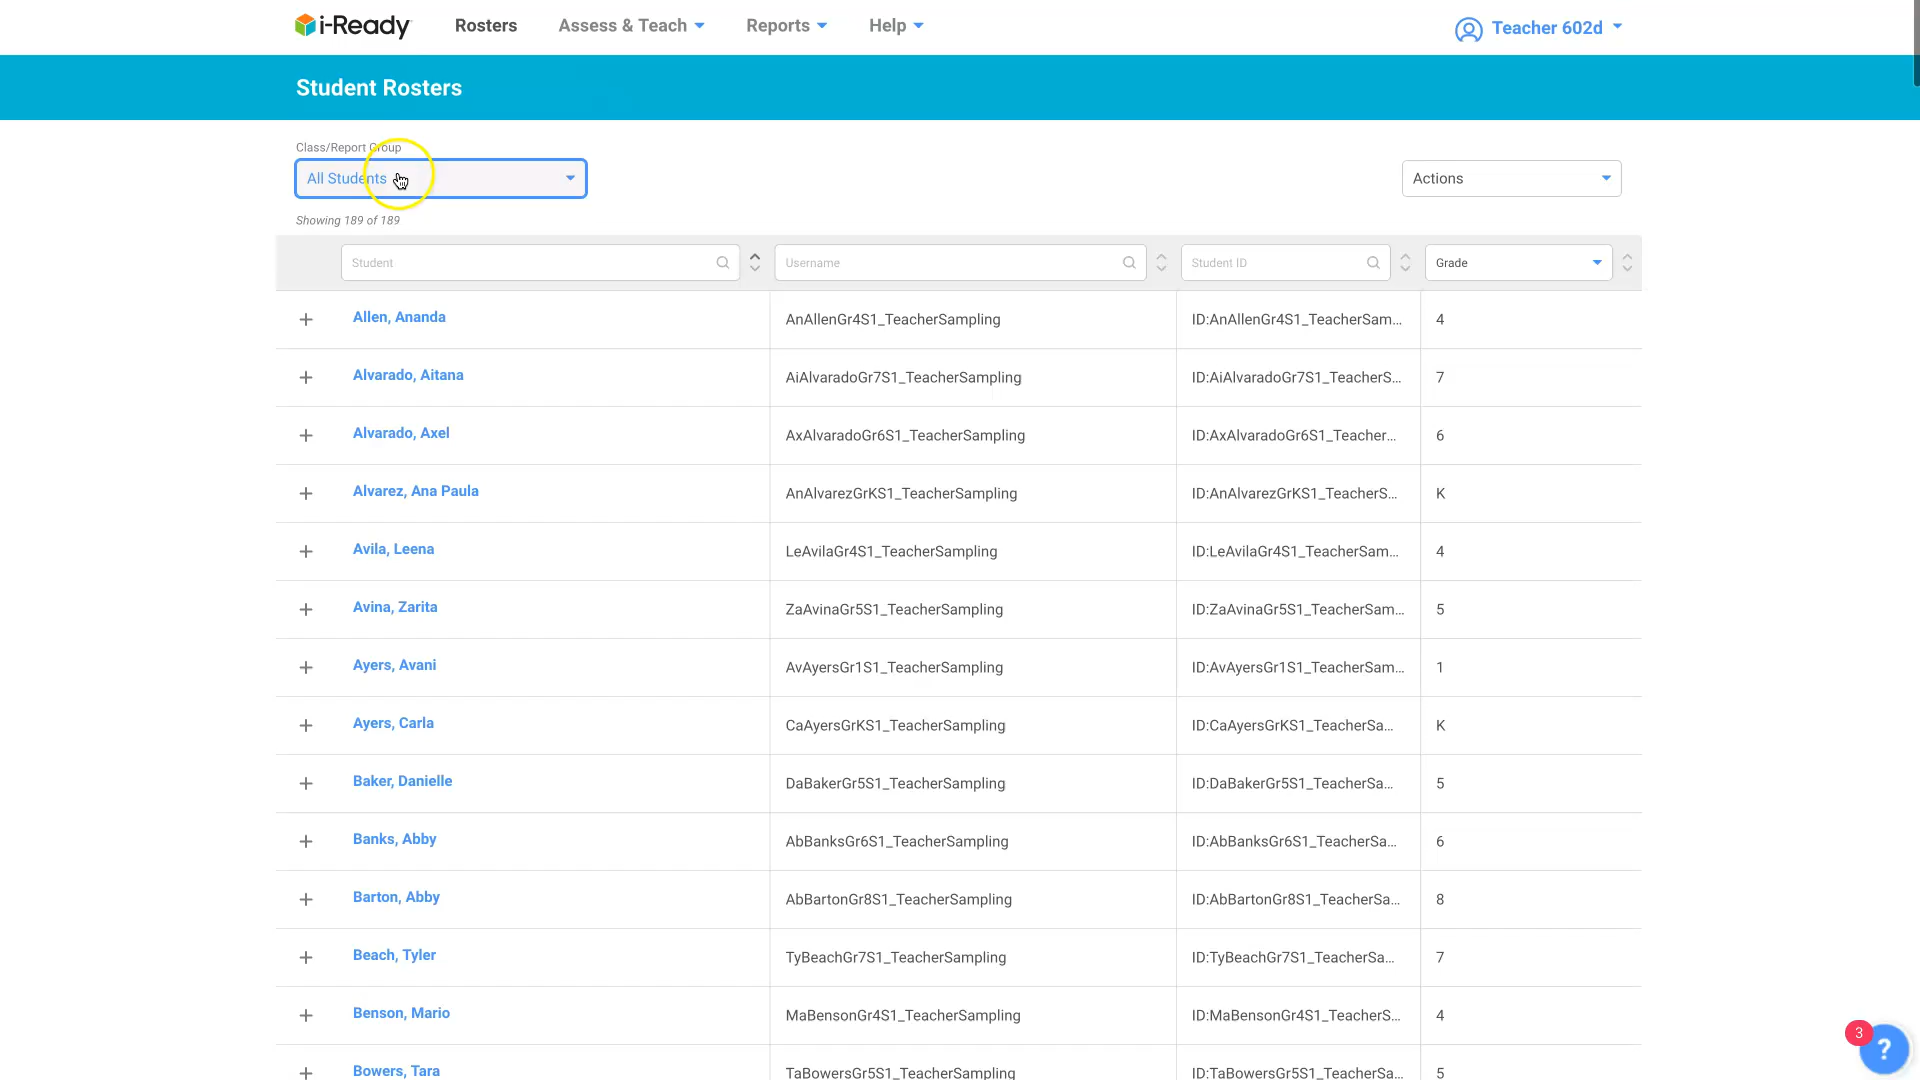 i-Ready Rosters Assess & Teach Reports Help Teacher 602d
Student Rosters
Class/Report Group
All Students Actions
Showing 189 of 189
Student Username Student ID Grade
Allen, Ananda AnAllenGr4S1_TeacherSampling ID:AnAllenGr4S1_TeacherSam... 4
Alvarado, Aitana AiAlvaradoGr7S1_TeacherSampling ID:AiAlvaradoGr7S1_TeacherS... 7
Alvarado, Axel AxAlvaradoGr6S1_TeacherSampling ID:AxAlvaradoGr6S1_Teacher... 6
Alvarez, Ana Paula AnAlvarezGrKS1_TeacherSampling ID:AnAlvarezGrKS1_TeacherS... K
Avila, Leena LeAvilaGr4S1_TeacherSampling ID:LeAvilaGr4S1_TeacherSam... 4
Avina, Zarita ZaAvinaGr5S1_TeacherSampling ID:ZaAvinaGr5S1_TeacherSam... 5
Ayers, Avani AvAyersGr1S1_TeacherSampling ID:AvAyersGr1S1_TeacherSam... 1
Ayers, Carla CaAyersGrKS1_TeacherSampling ID:CaAyersGrKS1_TeacherSa... K
Baker, Danielle DaBakerGr5S1_TeacherSampling ID:DaBakerGr5S1_TeacherSa... 5
Banks, Abby AbBanksGr6S1_TeacherSampling ID:AbBanksGr6S1_TeacherSa... 6
Barton, Abby AbBartonGr8S1_TeacherSampling ID:AbBartonGr8S1_TeacherSa... 8
Beach, Tyler TyBeachGr7S1_TeacherSampling ID:TyBeachGr7S1_TeacherSa... 7
Benson, Mario MaBensonGr4S1_TeacherSampling ID:MaBensonGr4S1_TeacherS... 4
3
?
Bowers, Tara TaBowersGr5S1_TeacherSampling ID:TaBowersGr5S1_TeacherSa... 5